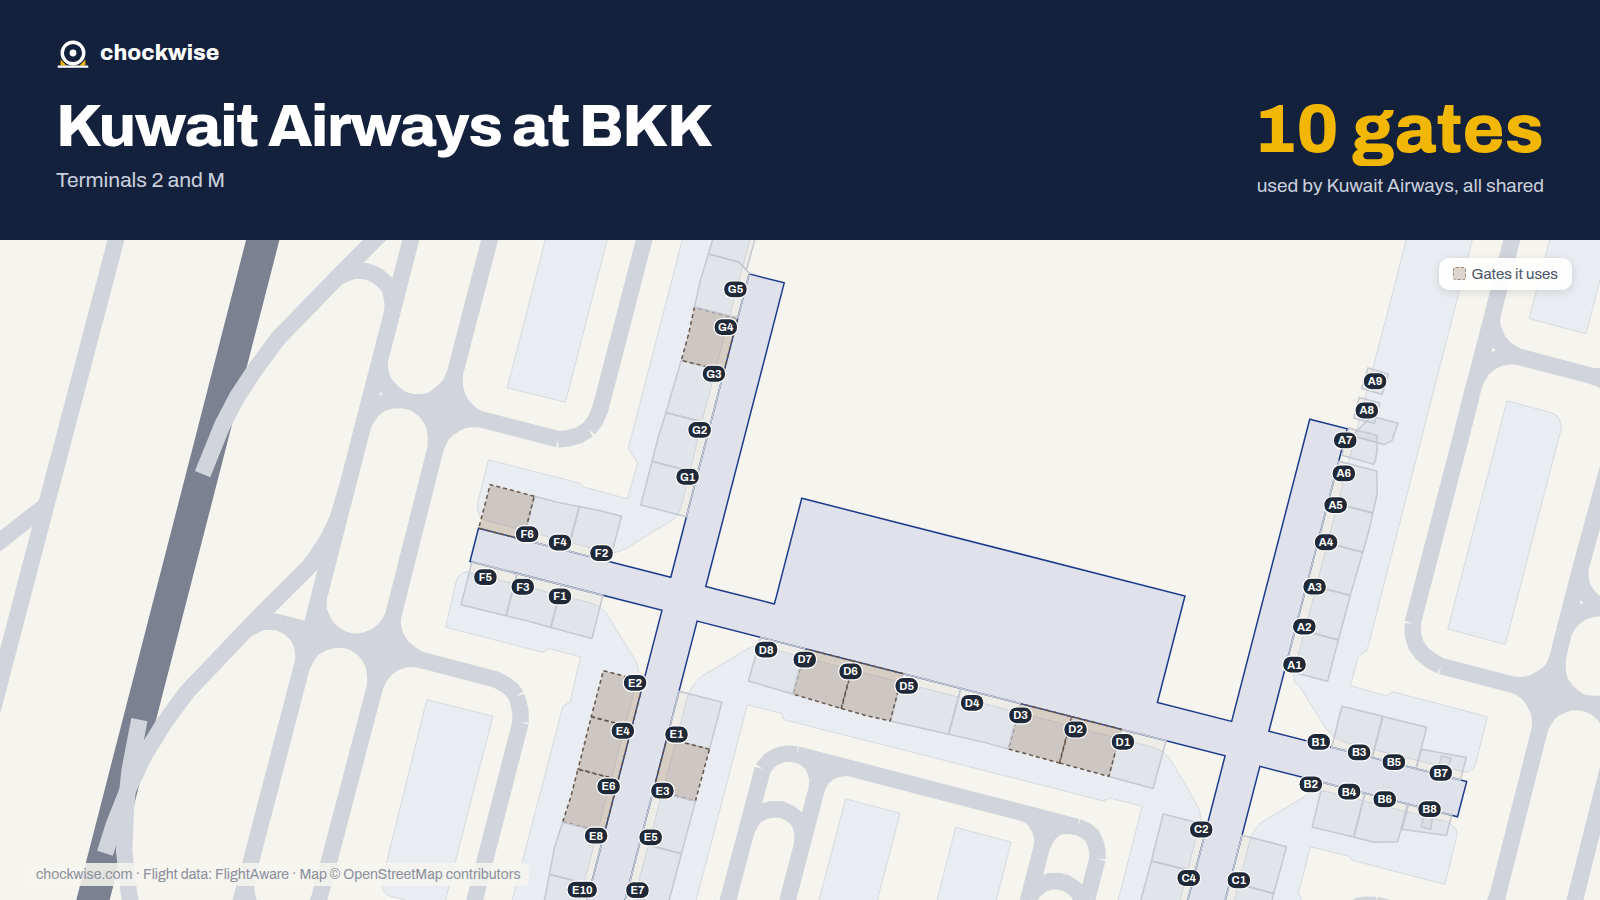 chockwise
Kuwait Airways at BKK
Terminals 2 and M
10 gates
used by Kuwait Airways, all shared
Gates it uses
G5
G4
G3
G2
G1
A9
A8
A7
A6
A5
A4
A3
A2
A1
F6
F4
F2
F5
F3
F1
D8
D7
D6
D5
D4
D3
D2
D1
E2
E4
E6
E8
E10
E1
E3
E5
E7
B1
B3
B5
B7
B2
B4
B6
B8
C2
C4
C1
chockwise.com · Flight data: FlightAware · Map © OpenStreetMap contributors